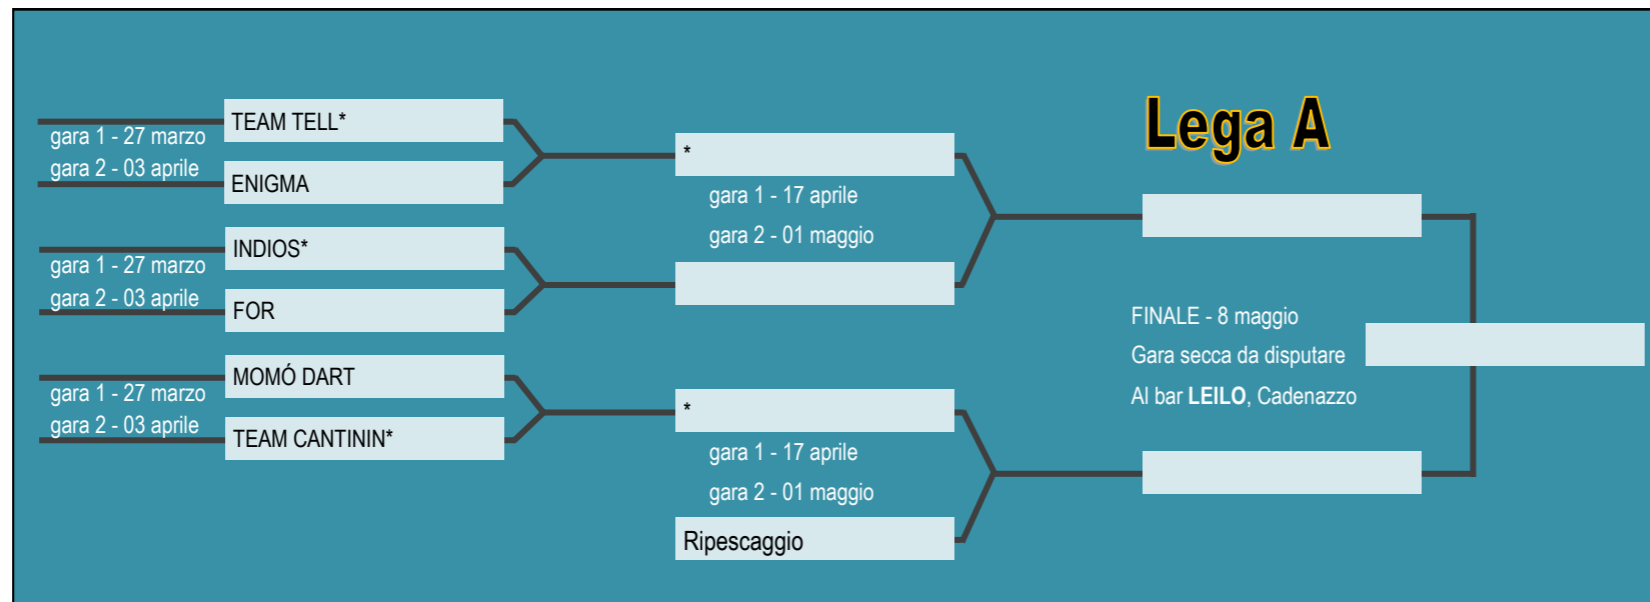 Lega A
TEAM TELL*
gara 1 - 27 marzo
gara 2 - 03 aprile
ENIGMA
INDIOS*
gara 1 - 27 marzo
gara 2 - 03 aprile
FOR
MOMÓ DART
gara 1 - 27 marzo
gara 2 - 03 aprile
TEAM CANTININ*
*
gara 1 - 17 aprile
gara 2 - 01 maggio
*
gara 1 - 17 aprile
gara 2 - 01 maggio
Ripescaggio
FINALE - 8 maggio
Gara secca da disputare
Al bar LEILO, Cadenazzo